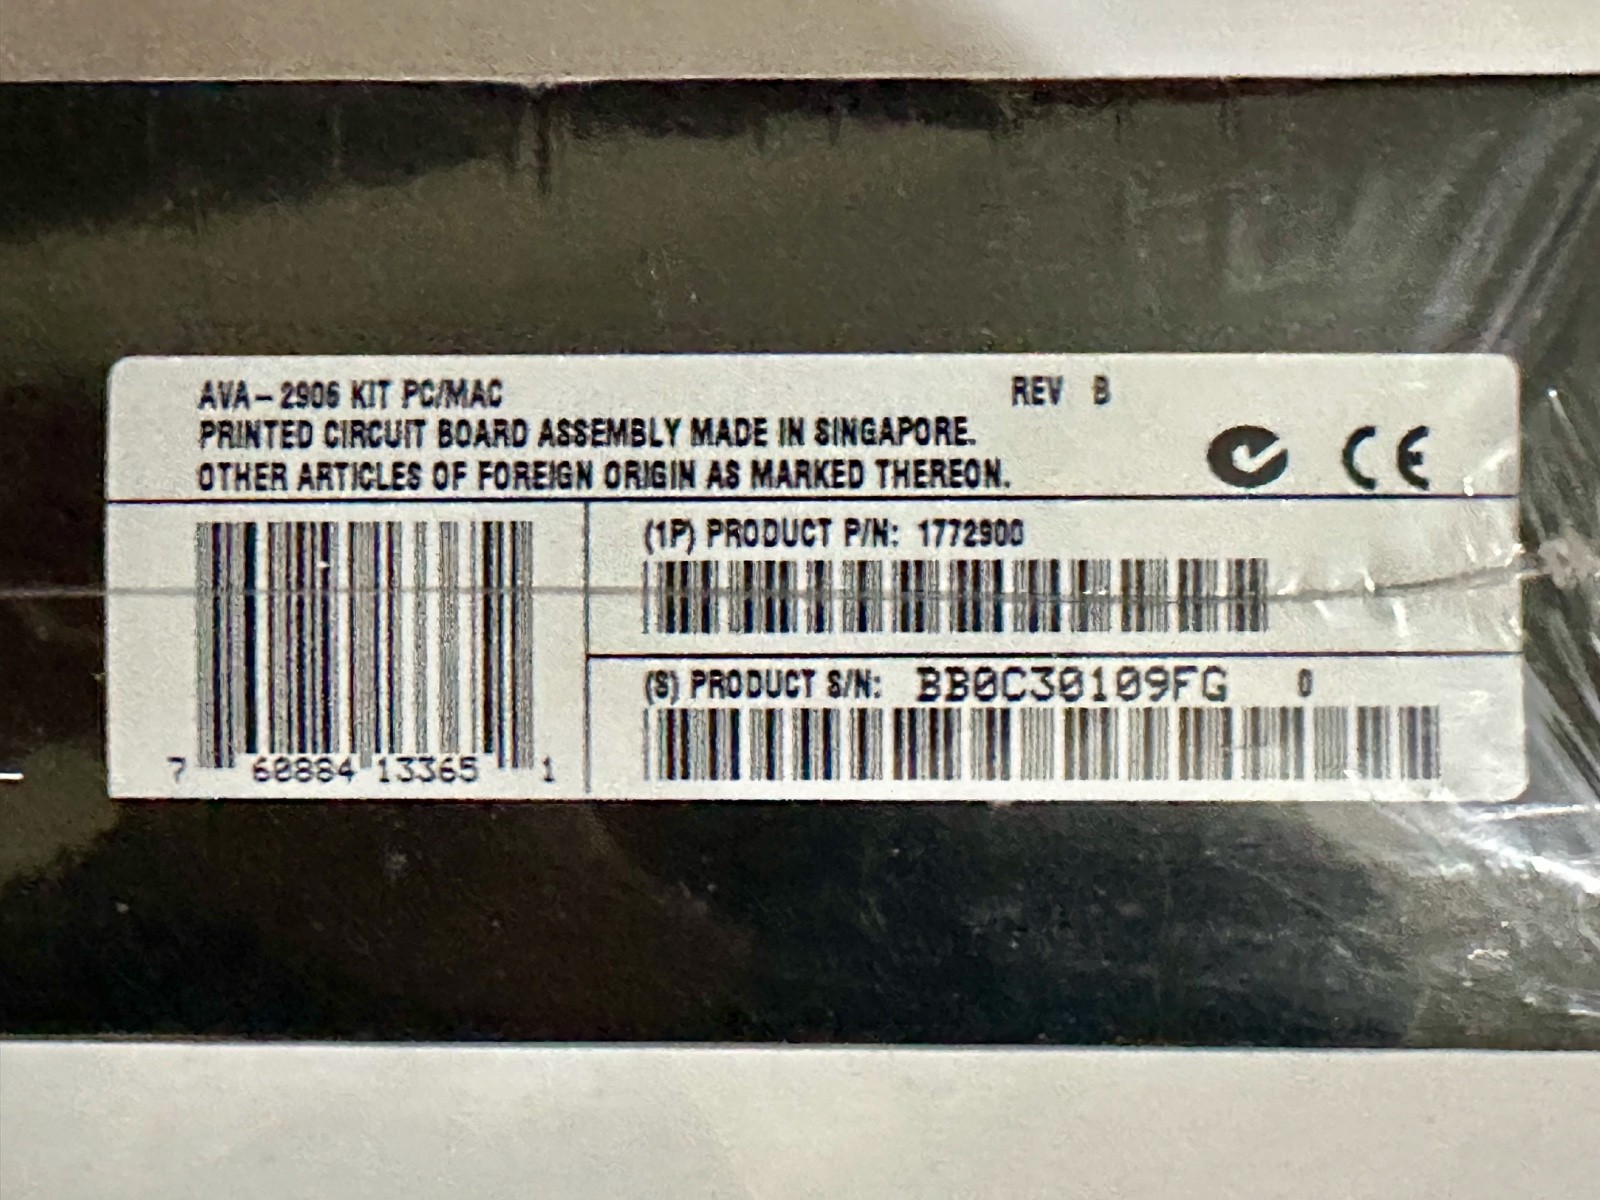 AVA-2906 KIT PC/MAC REV B
PRINTED CIRCUIT BOARD ASSEMBLY MADE IN SINGAPORE.
OTHER ARTICLES OF FOREIGN ORIGIN AS MARKED THEREON.
CE
(1P) PRODUCT P/N: 1772900
(S) PRODUCT S/N: BB0C30109FG 0
7 60884 13365 1